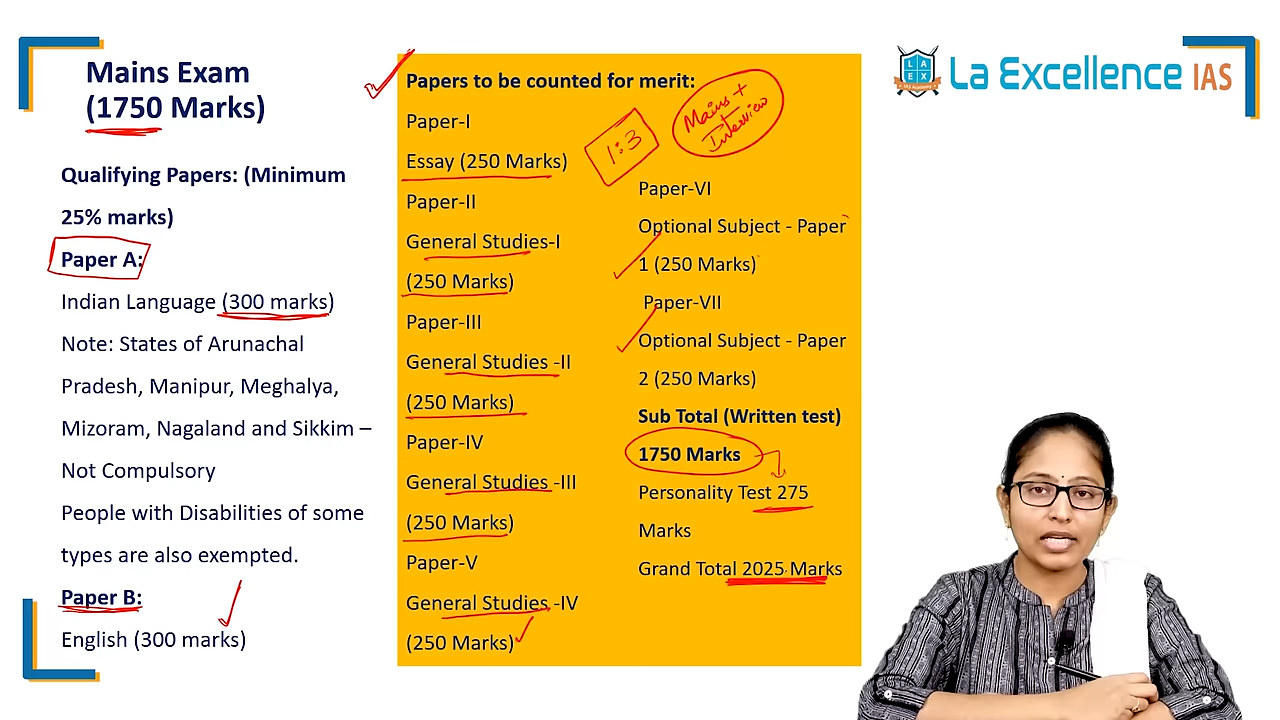 Mains Exam
(1750 Marks)
Qualifying Papers: (Minimum
25% marks)
Paper A:
Indian Language (300 marks)
Note: States of Arunachal
Pradesh, Manipur, Meghalya,
Mizoram, Nagaland and Sikkim –
Not Compulsory
People with Disabilities of some
types are also exempted.
Paper B:
English (300 marks)
Papers to be counted for merit:
Paper-I
Essay (250 Marks)
Paper-II
General Studies-I
(250 Marks)
Paper-III
General Studies -II
(250 Marks)
Paper-IV
General Studies -III
(250 Marks)
Paper-V
General Studies -IV
(250 Marks)
1:3
Mains +
Interview
Paper-VI
Optional Subject - Paper
1 (250 Marks)
Paper-VII
Optional Subject - Paper
2 (250 Marks)
Sub Total (Written test)
1750 Marks
Personality Test 275
Marks
Grand Total 2025 Marks
LAEX
La Excellence IAS